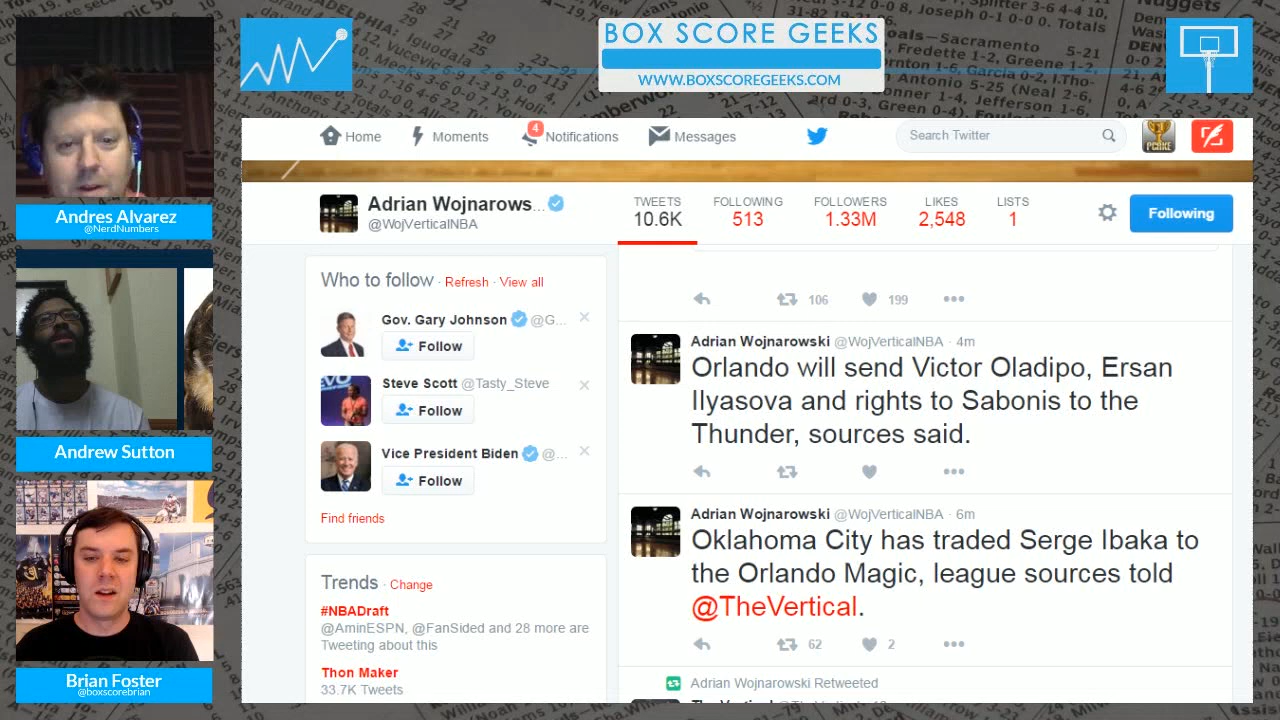 BOX SCORE GEEKS
WWW.BOXSCOREGEEKS.COM
Andres Alvarez
@NerdNumbers
Andrew Sutton
Brian Foster
@boxscorebrian
Home
Moments
4
Notifications
Messages
Search Twitter
Adrian Wojnarows...
@WojVerticalNBA
TWEETS
10.6K
FOLLOWING
513
FOLLOWERS
1.33M
LIKES
2,548
LISTS
1
Following
Who to follow · Refresh · View all
Gov. Gary Johnson @G...
Follow
Steve Scott @Tasty_Steve
Follow
Vice President Biden @...
Follow
Find friends
Trends · Change
#NBADraft
@AminESPN, @FanSided and 28 more are
Tweeting about this
Thon Maker
33.7K Tweets
106
199
Adrian Wojnarowski @WojVerticalNBA · 4m
Orlando will send Victor Oladipo, Ersan
Ilyasova and rights to Sabonis to the
Thunder, sources said.
Adrian Wojnarowski @WojVerticalNBA · 6m
Oklahoma City has traded Serge Ibaka to
the Orlando Magic, league sources told
@TheVertical.
62
2
Adrian Wojnarowski Retweeted